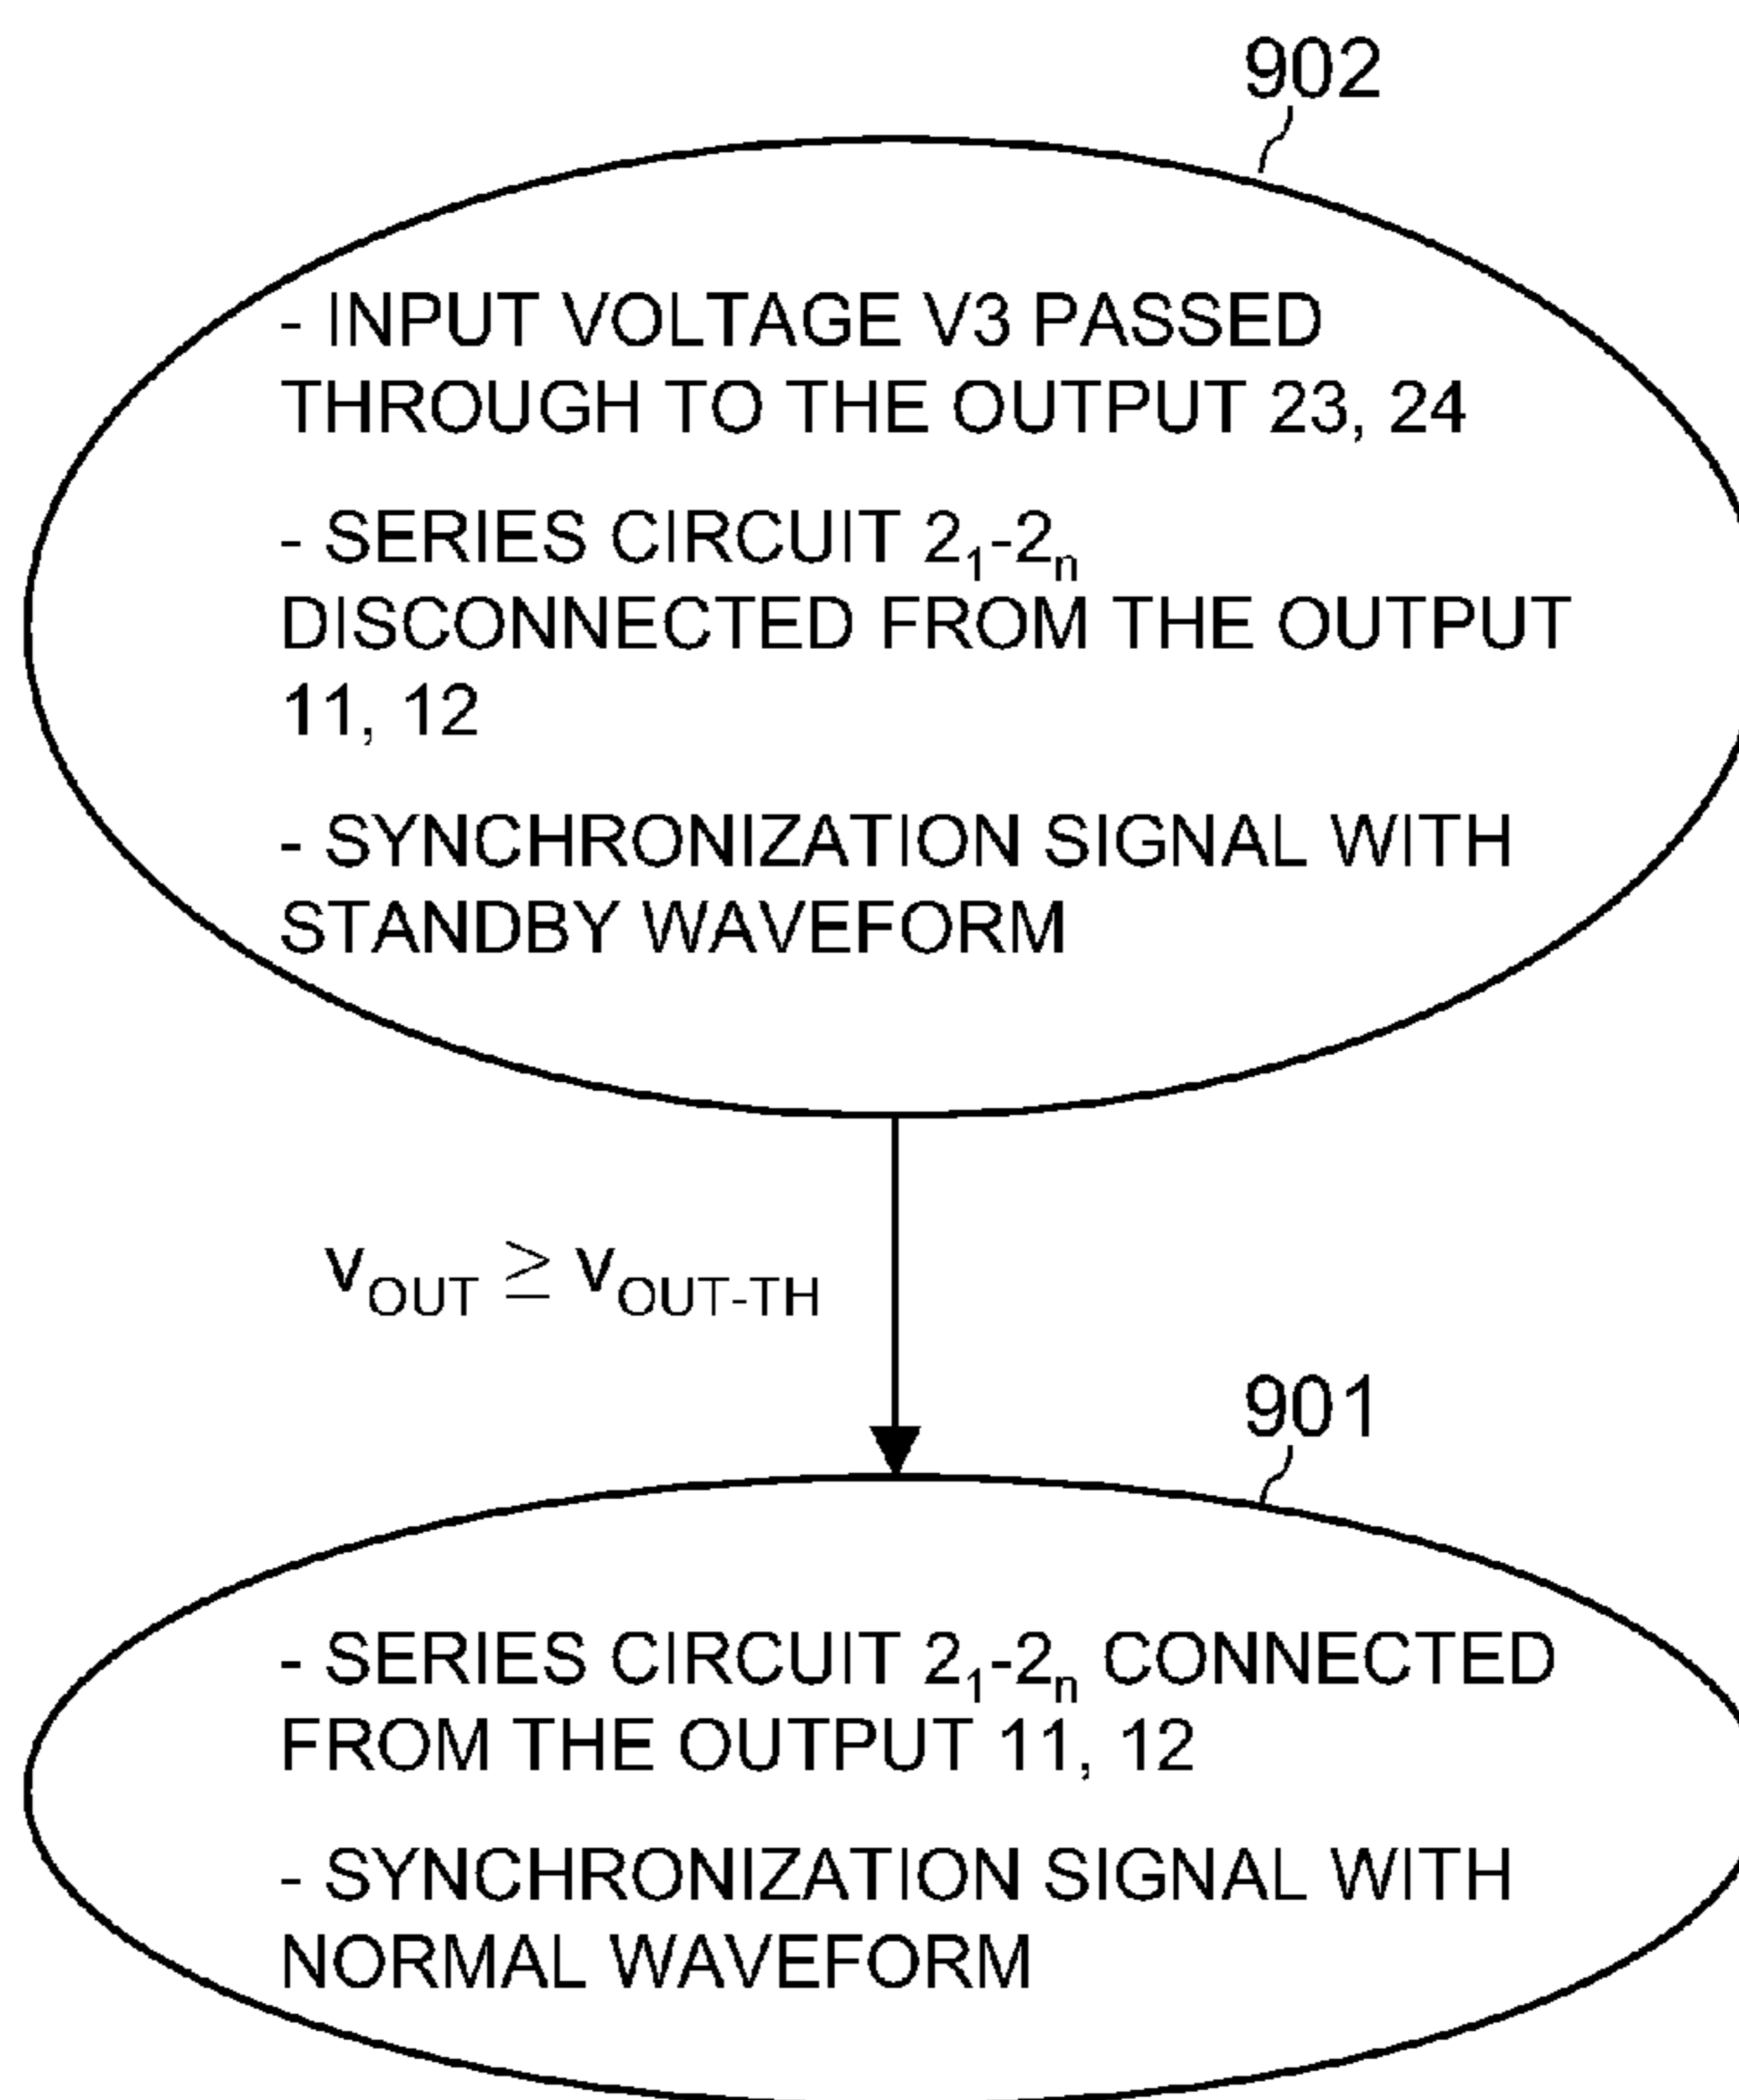 902
- INPUT VOLTAGE V3 PASSED
THROUGH TO THE OUTPUT 23, 24
- SERIES CIRCUIT 2₁-2ₙ
DISCONNECTED FROM THE OUTPUT
11, 12
- SYNCHRONIZATION SIGNAL WITH
STANDBY WAVEFORM
v_OUT ≥ v_OUT-TH
901
- SERIES CIRCUIT 2₁-2ₙ CONNECTED
FROM THE OUTPUT 11, 12
- SYNCHRONIZATION SIGNAL WITH
NORMAL WAVEFORM